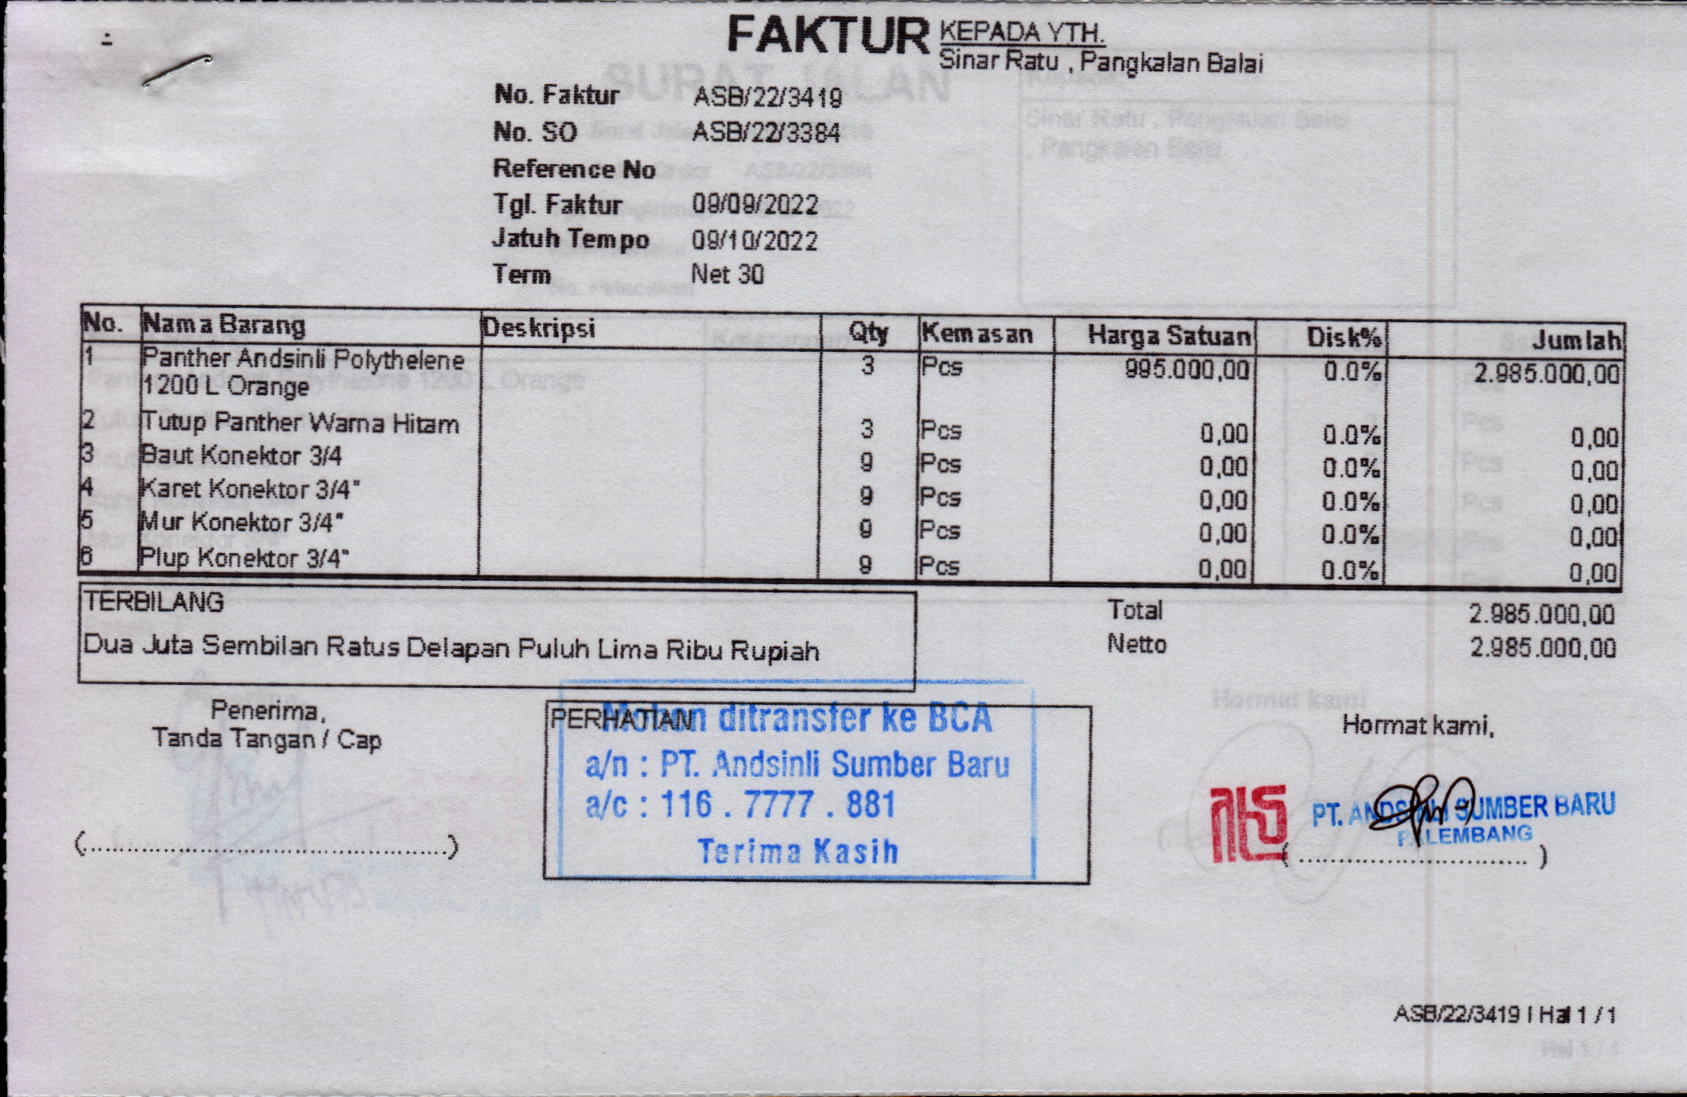 FAKTUR
KEPADA YTH.
Sinar Ratu , Pangkalan Balai
No. Faktur ASB/22/3419
No. SO ASB/22/3384
Reference No
Tgl. Faktur 09/09/2022
Jatuh Tempo 09/10/2022
Term Net 30
No. Nama Barang Deskripsi Qty Kemasan Harga Satuan Disk% Jumlah
1 Panther Andsinli Polythelene 3 Pcs 995.000,00 0.0% 2.985.000,00
1200 L Orange
2 Tutup Panther Warna Hitam 3 Pcs 0,00 0.0% 0,00
3 Baut Konektor 3/4 9 Pcs 0,00 0.0% 0,00
4 Karet Konektor 3/4" 9 Pcs 0,00 0.0% 0,00
5 Mur Konektor 3/4" 9 Pcs 0,00 0.0% 0,00
6 Plup Konektor 3/4" 9 Pcs 0,00 0.0% 0,00
TERBILANG
Dua Juta Sembilan Ratus Delapan Puluh Lima Ribu Rupiah
Total 2.985.000,00
Netto 2.985.000,00
Penerima,
Tanda Tangan / Cap
(........................................)
PERHATIAN
Mohon ditransfer ke BCA
a/n : PT. Andsinli Sumber Baru
a/c : 116 . 7777 . 881
Terima Kasih
Hormat kami,
PT. ANDSINLI SUMBER BARU
PALEMBANG
( ............................ )
ASB/22/3419 | Hal 1 / 1